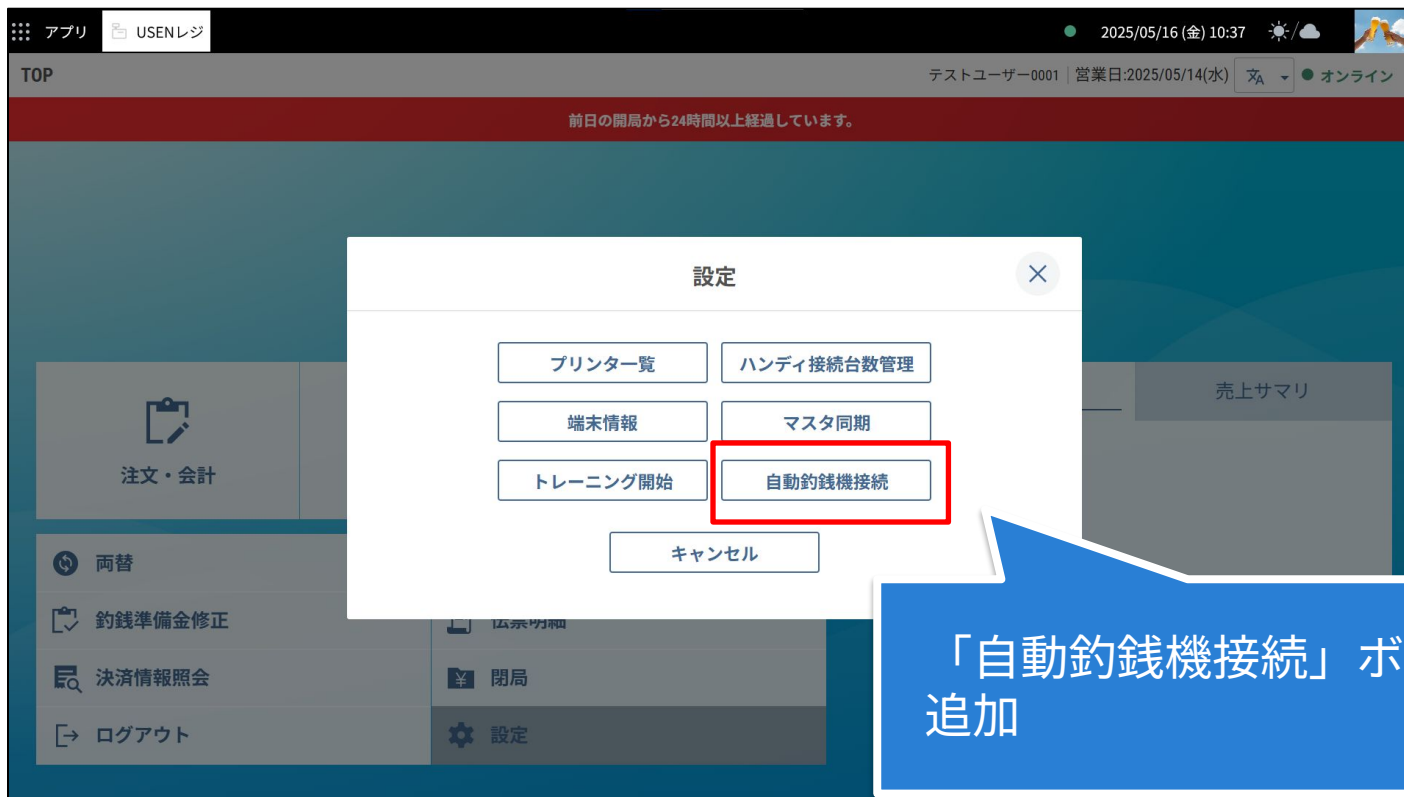 アプリ USENレジ 2025/05/16 (金) 10:37
TOP テストユーザー0001 営業日:2025/05/14(水) オンライン
前日の開局から24時間以上経過しています。
設定
プリンタ一覧 ハンディ接続台数管理
端末情報 マスタ同期
トレーニング開始 自動釣銭機接続
キャンセル
注文・会計
売上サマリ
両替
釣銭準備金修正 伝票明細
決済情報照会 閉局
ログアウト 設定
「自動釣銭機接続」ボ
追加